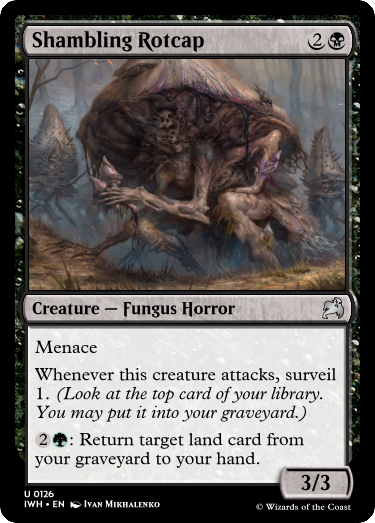 Shambling Rotcap 2
Creature — Fungus Horror
Menace
Whenever this creature attacks, surveil
1. (Look at the top card of your library.
You may put it into your graveyard.)
2 : Return target land card from
your graveyard to your hand.
3/3
U 0126
IWH • EN Ivan Mikhalenko
© Wizards of the Coast